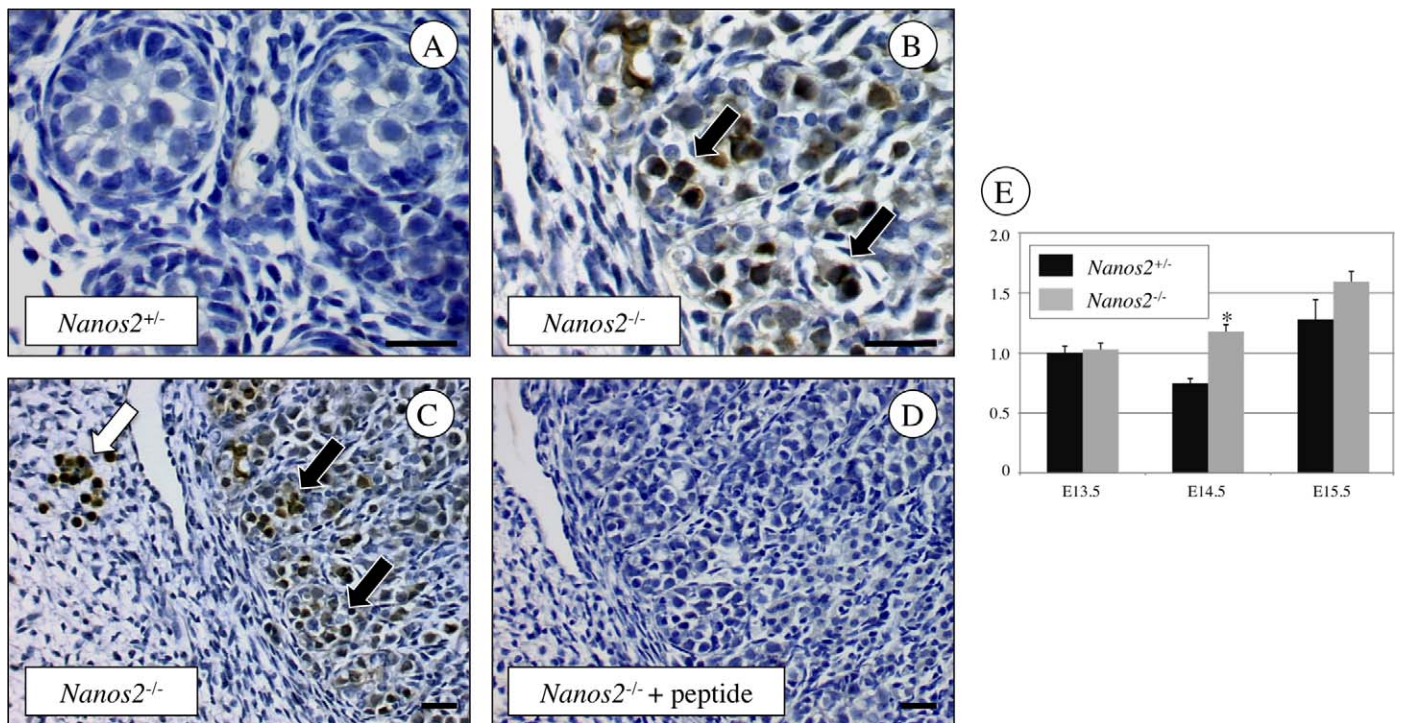 A
Nanos2+/-
B
Nanos2-/-
C
Nanos2-/-
D
Nanos2-/- + peptide
E
2.0
1.5
1.0
0.5
0
Nanos2+/-
Nanos2-/-
*
E13.5 E14.5 E15.5